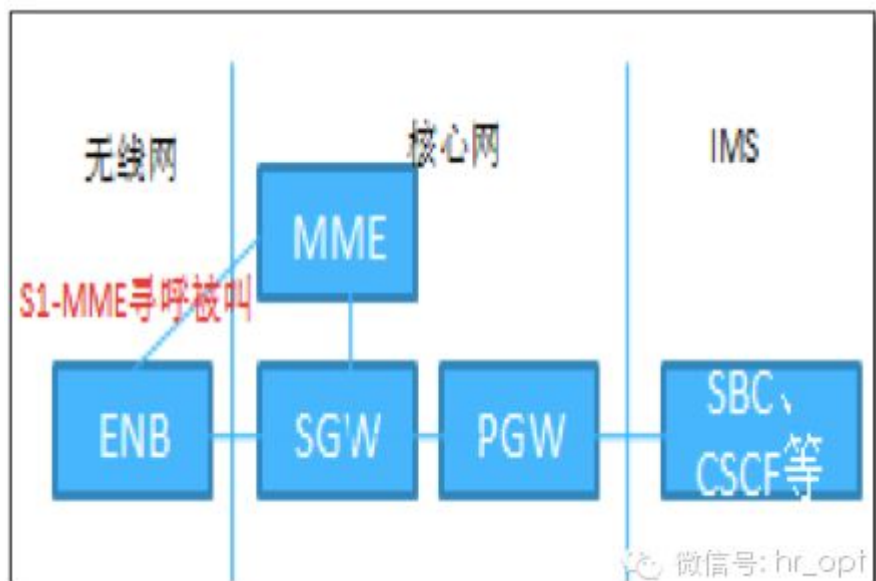 无线网
核心网
IMS
MME
S1-MME寻呼被叫
ENB
SGW
PGW
SBC、
CSCF等
微信号: hr_opt